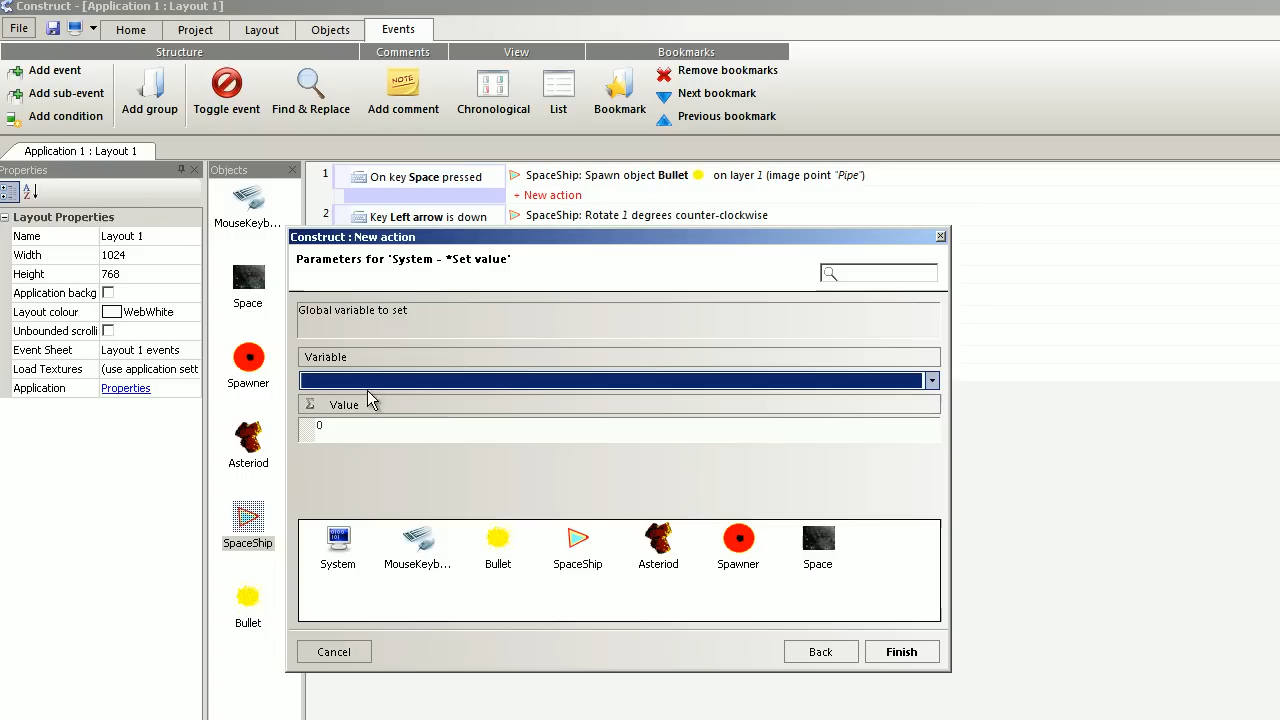 Construct - [Application 1 : Layout 1]
File
Home
Project
Layout
Objects
Events
Structure
Comments
View
Bookmarks
Add event
Add sub-event
Add condition
Add group
Toggle event
Find & Replace
NOTE
Add comment
Chronological
List
Bookmark
Remove bookmarks
Next bookmark
Previous bookmark
Application 1 : Layout 1
Properties
Layout Properties
Name Layout 1
Width 1024
Height 768
Application backg
Layout colour WebWhite
Unbounded scrolli
Event Sheet Layout 1 events
Load Textures (use application sett
Application Properties
Objects
MouseKeyb...
Space
Spawner
Asteriod
SpaceShip
Bullet
1 On key Space pressed SpaceShip: Spawn object Bullet on layer 1 (image point "Pipe")
+ New action
2 Key Left arrow is down SpaceShip: Rotate 1 degrees counter-clockwise
Construct : New action
Parameters for 'System - *Set value'
Global variable to set
Variable
Σ Value
0
System
MouseKeyb...
Bullet
SpaceShip
Asteriod
Spawner
Space
Cancel
Back
Finish